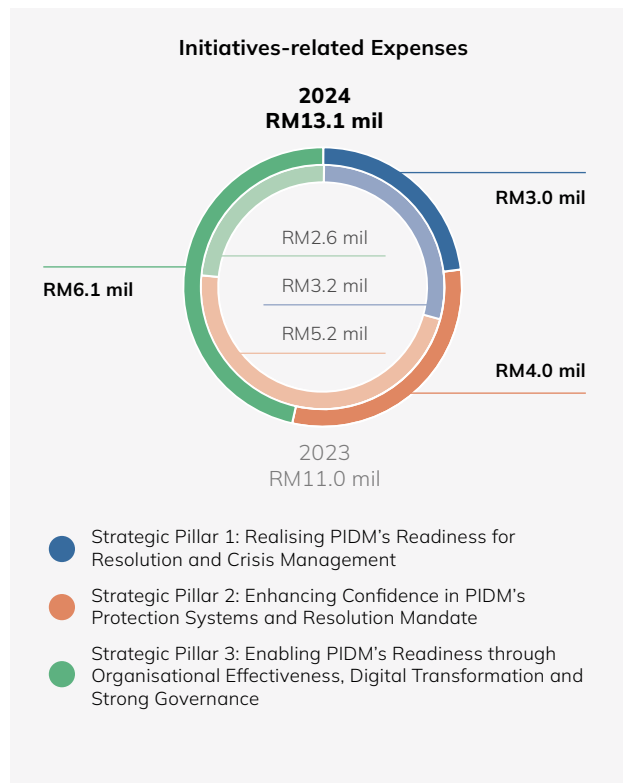 Initiatives-related Expenses
2024
RM13.1 mil
RM3.0 mil
RM2.6 mil
RM6.1 mil
RM3.2 mil
RM5.2 mil
RM4.0 mil
2023
RM11.0 mil
Strategic Pillar 1: Realising PIDM’s Readiness for
Resolution and Crisis Management
Strategic Pillar 2: Enhancing Confidence in PIDM’s
Protection Systems and Resolution Mandate
Strategic Pillar 3: Enabling PIDM’s Readiness through
Organisational Effectiveness, Digital Transformation and
Strong Governance